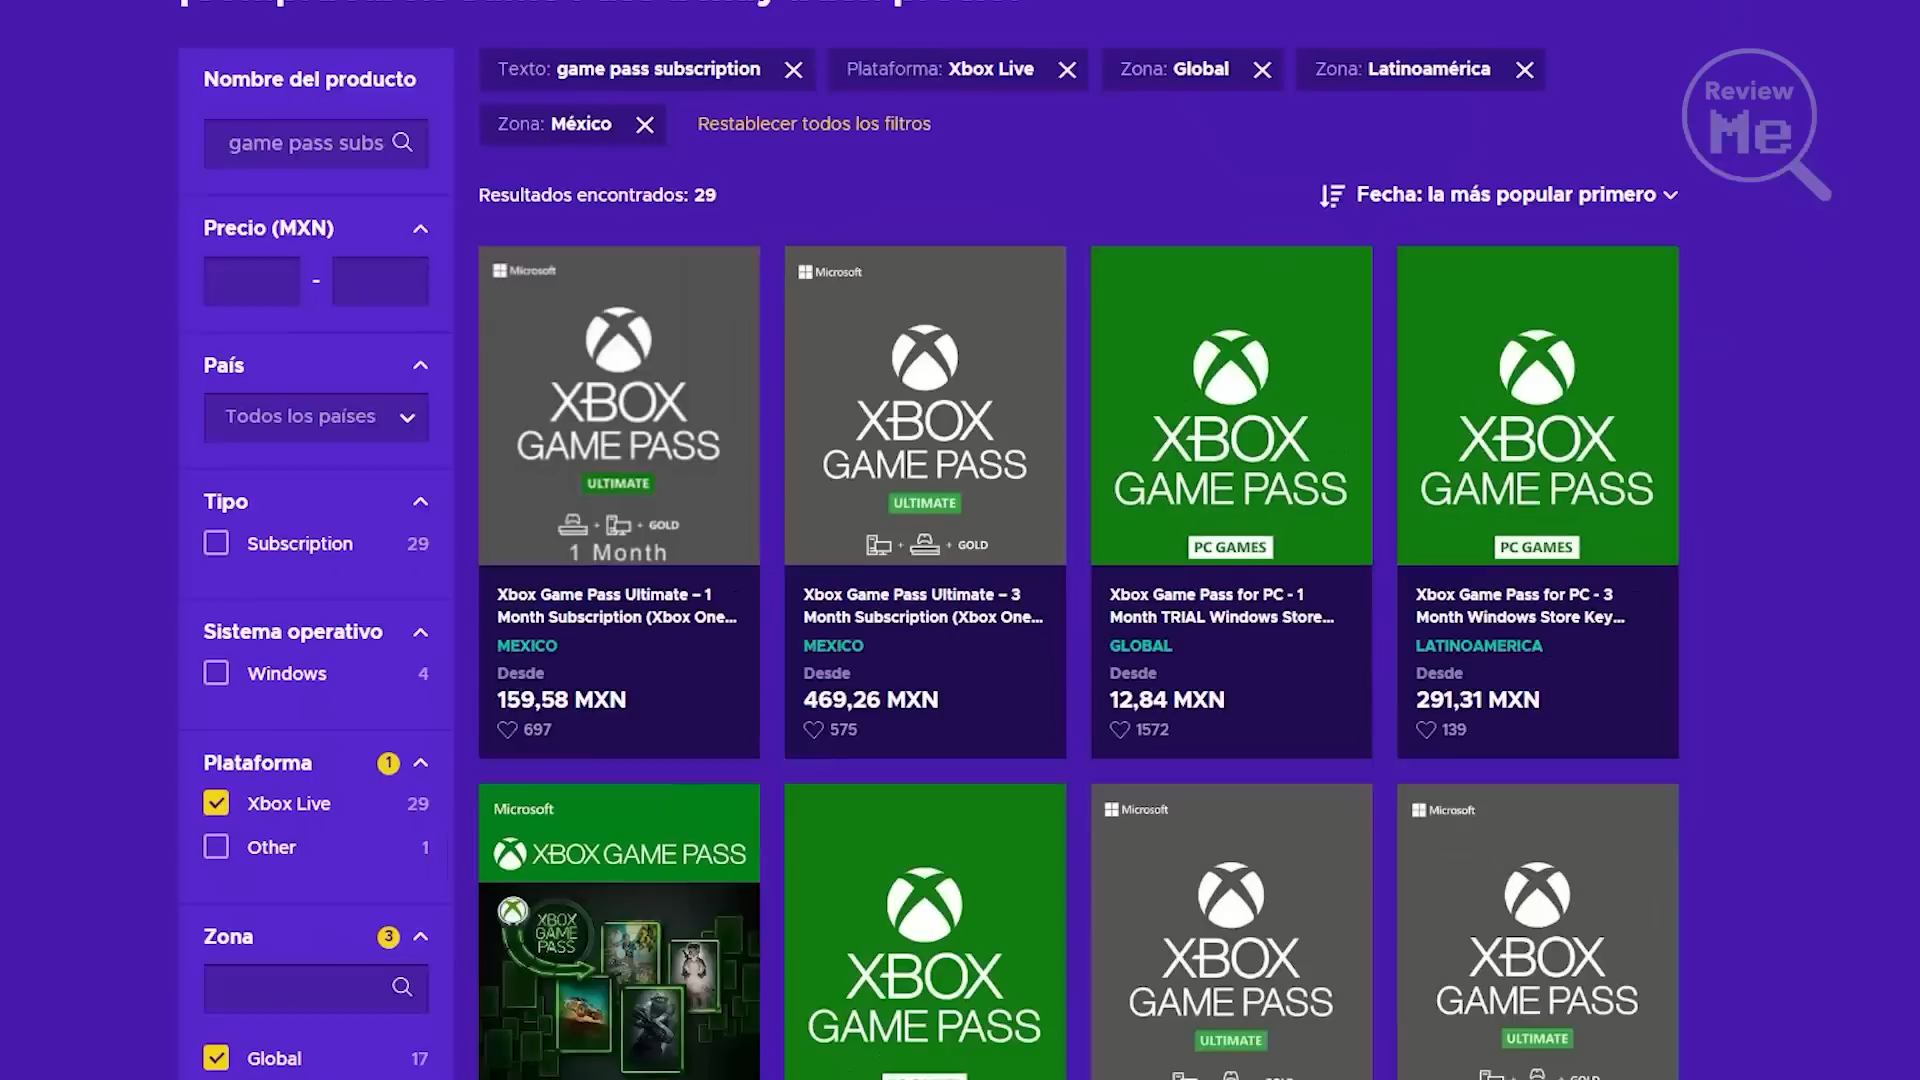 Nombre del producto
game pass subs
Precio (MXN)
-
País
Todos los países
Tipo
Subscription 29
Sistema operativo
Windows 4
Plataforma 1
Xbox Live 29
Other 1
Zona 3
Global 17
Texto: game pass subscription
Plataforma: Xbox Live
Zona: Global
Zona: Latinoamérica
Zona: México
Restablecer todos los filtros
Resultados encontrados: 29
Fecha: la más popular primero
Review
Me
Microsoft
XBOX
GAME PASS
ULTIMATE
+ + GOLD
1 Month
Xbox Game Pass Ultimate – 1
Month Subscription (Xbox One...
MEXICO
Desde
159,58 MXN
697
Microsoft
XBOX
GAME PASS
ULTIMATE
+ + GOLD
Xbox Game Pass Ultimate – 3
Month Subscription (Xbox One...
MEXICO
Desde
469,26 MXN
575
XBOX
GAME PASS
PC GAMES
Xbox Game Pass for PC - 1
Month TRIAL Windows Store...
GLOBAL
Desde
12,84 MXN
1572
XBOX
GAME PASS
PC GAMES
Xbox Game Pass for PC - 3
Month Windows Store Key...
LATINOAMERICA
Desde
291,31 MXN
139
Microsoft
XBOX GAME PASS
XBOX
GAME
PASS
XBOX
GAME PASS
Microsoft
XBOX
GAME PASS
ULTIMATE
Microsoft
XBOX
GAME PASS
ULTIMATE